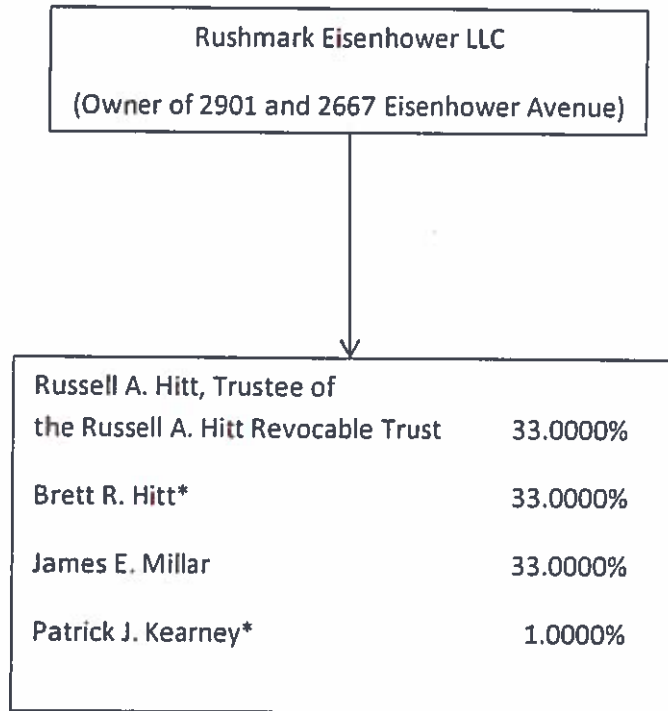 Rushmark Eisenhower LLC
(Owner of 2901 and 2667 Eisenhower Avenue)
Russell A. Hitt, Trustee of
the Russell A. Hitt Revocable Trust 33.0000%
Brett R. Hitt* 33.0000%
James E. Millar 33.0000%
Patrick J. Kearney* 1.0000%